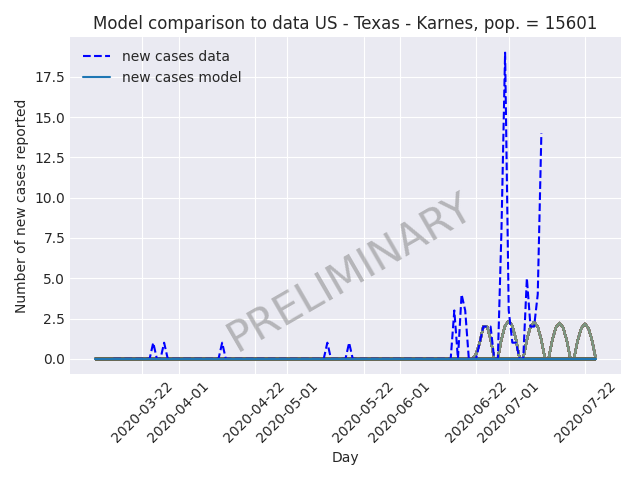 Model comparison to data US - Texas - Karnes, pop. = 15601
new cases data
new cases model
Number of new cases reported
17.5
15.0
12.5
10.0
7.5
5.0
2.5
0.0
PRELIMINARY
2020-03-22
2020-04-01
2020-04-22
2020-05-01
2020-05-22
2020-06-01
2020-06-22
2020-07-01
2020-07-22
Day